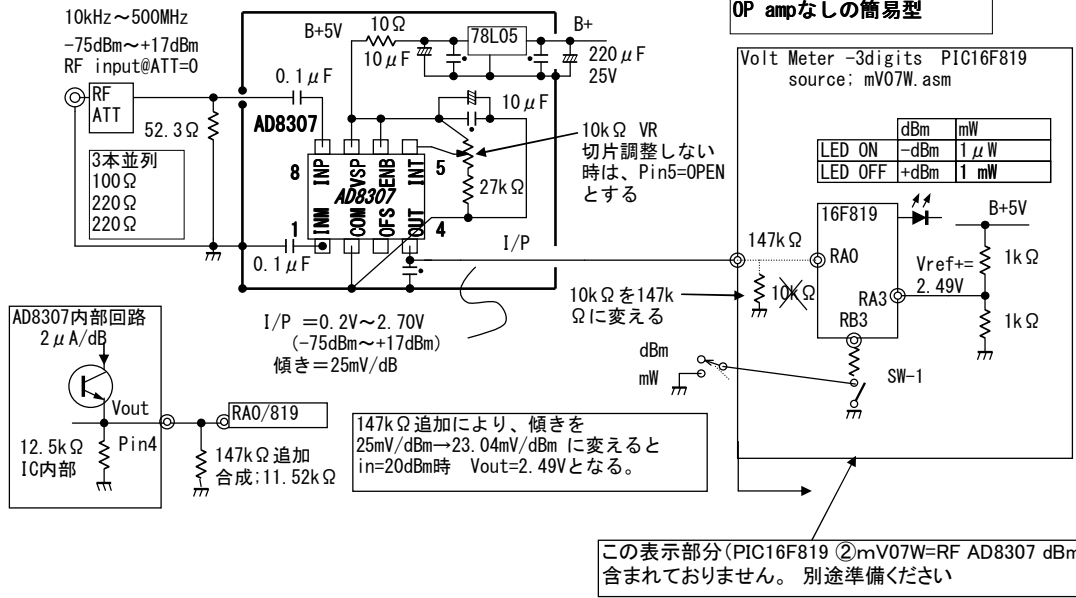 10kHz～500MHz
-75dBm～+17dBm
RF input@ATT=0
RF
ATT
52.3Ω
3本並列
100Ω
220Ω
220Ω
0.1μF
AD8307
B+5V
10Ω
10μF
78L05
B+
220μF
25V
10μF
8
INP
VSP
ENB
INT
5
AD8307
1
INM
COM
OFS
OUT
4
0.1μF
27kΩ
10kΩ VR
切片調整しない
時は、Pin5=OPEN
とする
I/P
I/P =0.2V～2.70V
(-75dBm～+17dBm)
傾き=25mV/dB
OP ampなしの簡易型
Volt Meter -3digits PIC16F819
source; mV07W.asm
dBm mW
LED ON -dBm 1μW
LED OFF +dBm 1 mW
16F819
B+5V
147kΩ
RA0
10KΩ
Vref+=
2.49V
RA3
1kΩ
1kΩ
RB3
10kΩを147k
Ωに変える
dBm
mW
SW-1
AD8307内部回路
2μA/dB
Vout
Pin4
12.5kΩ
IC内部
RA0/819
147kΩ追加
合成;11.52kΩ
147kΩ追加により、傾きを
25mV/dBm→23.04mV/dBm に変えると
in=20dBm時 Vout=2.49Vとなる。
この表示部分(PIC16F819 ②mV07W=RF AD8307 dBm
含まれておりません。 別途準備ください